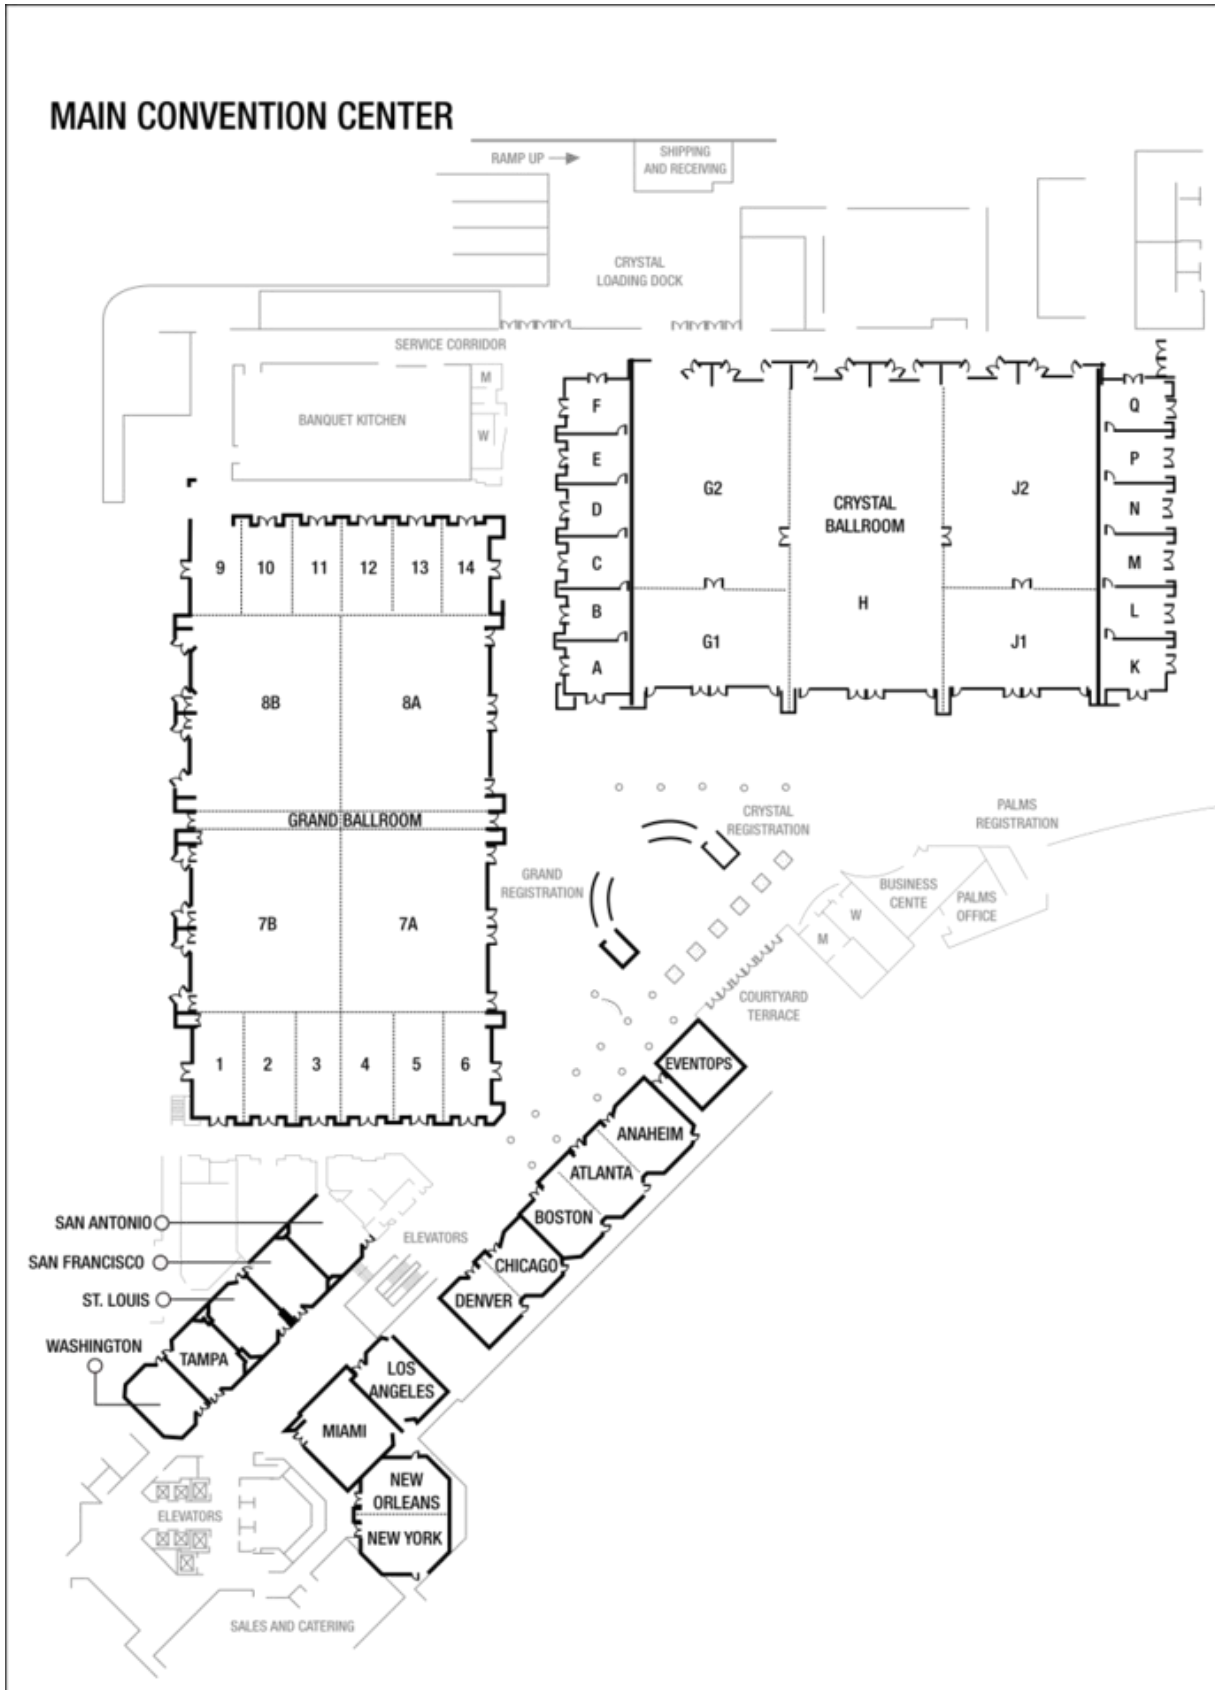 MAIN CONVENTION CENTER
RAMP UP
SHIPPING
AND RECEIVING
CRYSTAL
LOADING DOCK
SERVICE CORRIDOR
BANQUET KITCHEN
M
W
F
E
D
C
B
A
G2
G1
CRYSTAL
BALLROOM
H
J2
J1
Q
P
N
M
L
K
9
10
11
12
13
14
8B
8A
GRAND BALLROOM
7B
7A
1
2
3
4
5
6
CRYSTAL
REGISTRATION
GRAND
REGISTRATION
PALMS
REGISTRATION
BUSINESS
CENTE
PALMS
OFFICE
W
M
COURTYARD
TERRACE
EVENTOPS
ANAHEIM
ATLANTA
BOSTON
CHICAGO
DENVER
ELEVATORS
SAN ANTONIO
SAN FRANCISCO
ST. LOUIS
WASHINGTON
TAMPA
LOS
ANGELES
MIAMI
NEW
ORLEANS
NEW YORK
ELEVATORS
SALES AND CATERING